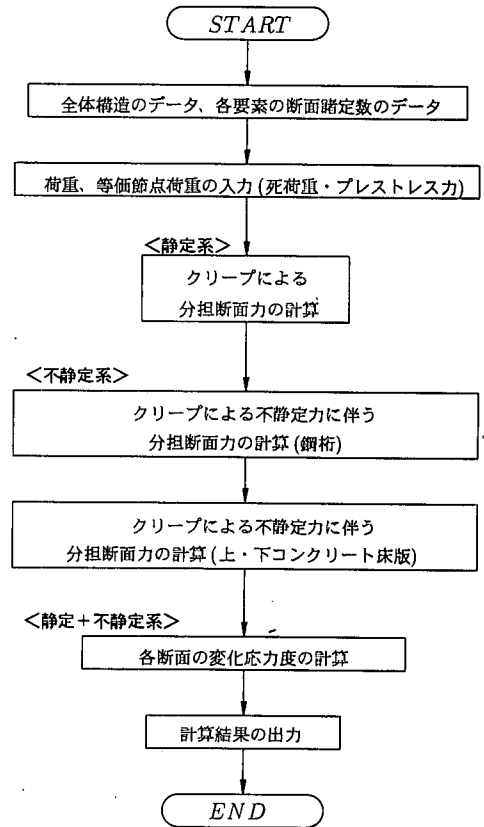 START
全体構造のデータ、各要素の断面諸定数のデータ
荷重、等価節点荷重の入力(死荷重・プレストレス力)
<静定系>
クリープによる
分担断面力の計算
<不静定系>
クリープによる不静定力に伴う
分担断面力の計算(鋼桁)
クリープによる不静定力に伴う
分担断面力の計算(上・下コンクリート床版)
<静定+不静定系>
各断面の変化応力度の計算
計算結果の出力
END